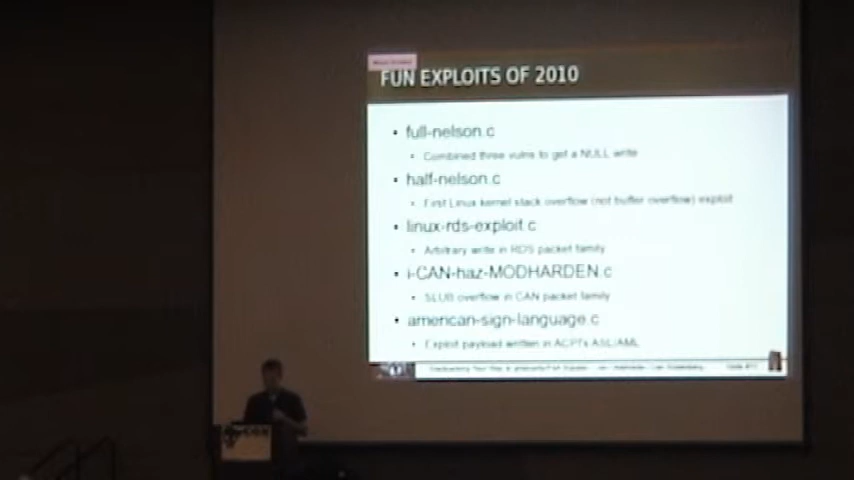 FUN EXPLOITS OF 2010
• full-nelson.c
• Combined three vulns to get a NULL write
• half-nelson.c
• First Linux kernel stack overflow (not buffer overflow) exploit
• linux-rds-exploit.c
• Arbitrary write in RDS packet family
• i-CAN-haz-MODHARDEN.c
• SLUB overflow in CAN packet family
• american-sign-language.c
• Exploit payload written in ACPI's ASL/AML